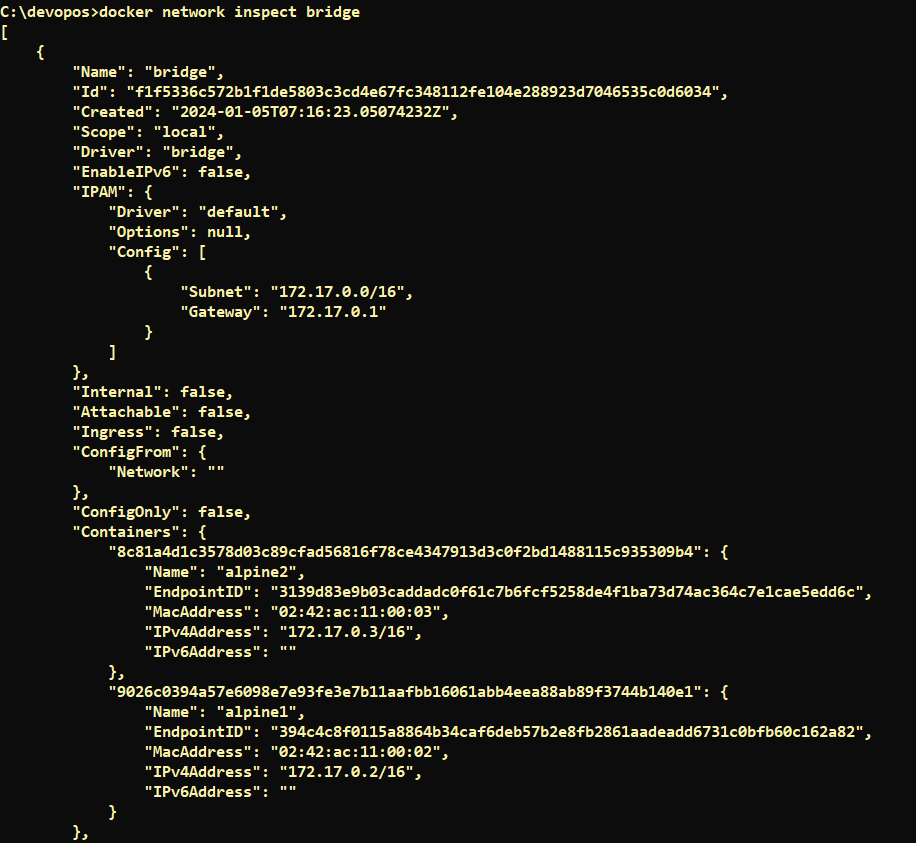 C:\devopos>docker network inspect bridge
[
    {
        "Name": "bridge",
        "Id": "f1f5336c572b1f1de5803c3cd4e67fc348112fe104e288923d7046535c0d6034",
        "Created": "2024-01-05T07:16:23.05074232Z",
        "Scope": "local",
        "Driver": "bridge",
        "EnableIPv6": false,
        "IPAM": {
            "Driver": "default",
            "Options": null,
            "Config": [
                {
                    "Subnet": "172.17.0.0/16",
                    "Gateway": "172.17.0.1"
                }
            ]
        },
        "Internal": false,
        "Attachable": false,
        "Ingress": false,
        "ConfigFrom": {
            "Network": ""
        },
        "ConfigOnly": false,
        "Containers": {
            "8c81a4d1c3578d03c89cfad56816f78ce4347913d3c0f2bd1488115c935309b4": {
                "Name": "alpine2",
                "EndpointID": "3139d83e9b03caddadc0f61c7b6fcf5258de4f1ba73d74ac364c7e1cae5edd6c",
                "MacAddress": "02:42:ac:11:00:03",
                "IPv4Address": "172.17.0.3/16",
                "IPv6Address": ""
            },
            "9026c0394a57e6098e7e93fe3e7b11aafbb16061abb4eea88ab89f3744b140e1": {
                "Name": "alpine1",
                "EndpointID": "394c4c8f0115a8864b34caf6deb57b2e8fb2861aadeadd6731c0bfb60c162a82",
                "MacAddress": "02:42:ac:11:00:02",
                "IPv4Address": "172.17.0.2/16",
                "IPv6Address": ""
            }
        },